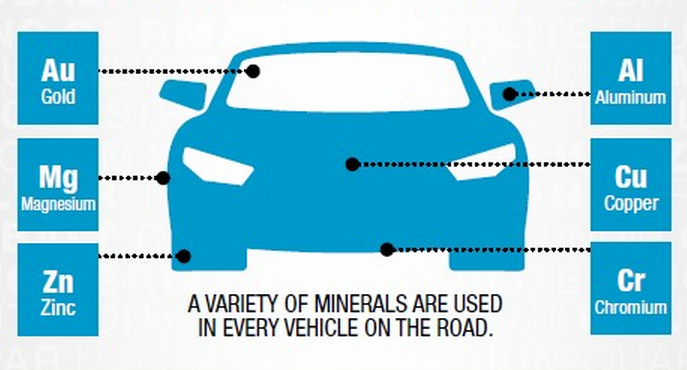 Au
Gold
Al
Aluminum
Mg
Magnesium
Cu
Copper
Zn
Zinc
Cr
Chromium
A VARIETY OF MINERALS ARE USED
IN EVERY VEHICLE ON THE ROAD.